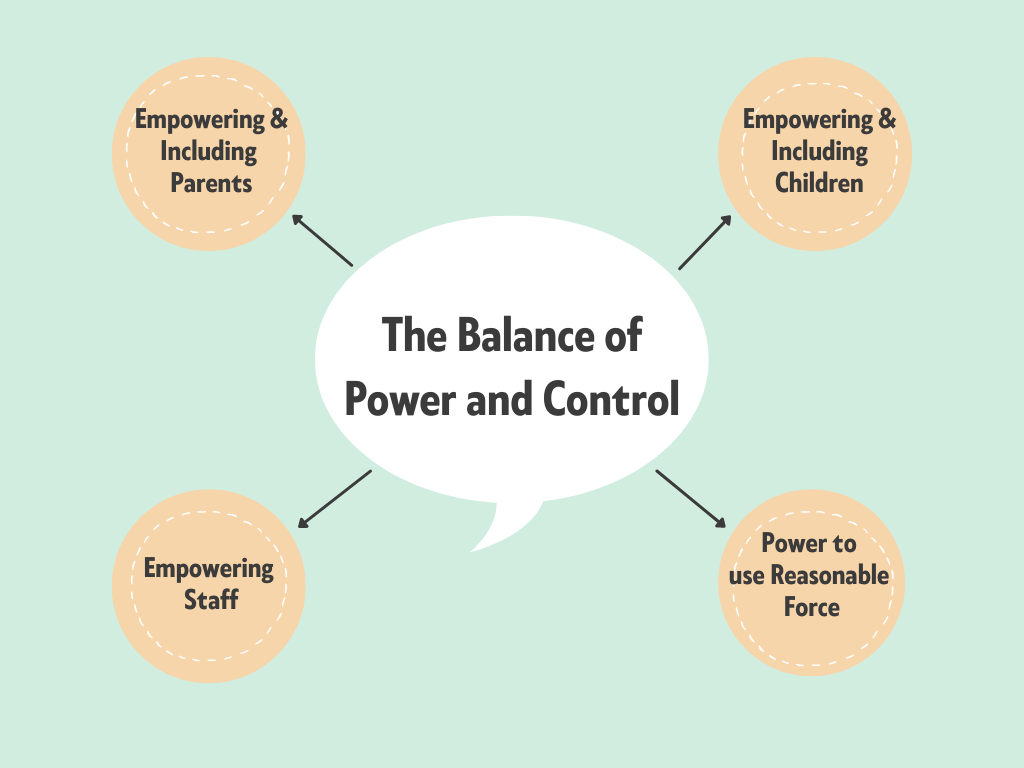 Empowering &
Including
Parents
Empowering &
Including
Children
The Balance of
Power and Control
Empowering
Staff
Power to
use Reasonable
Force